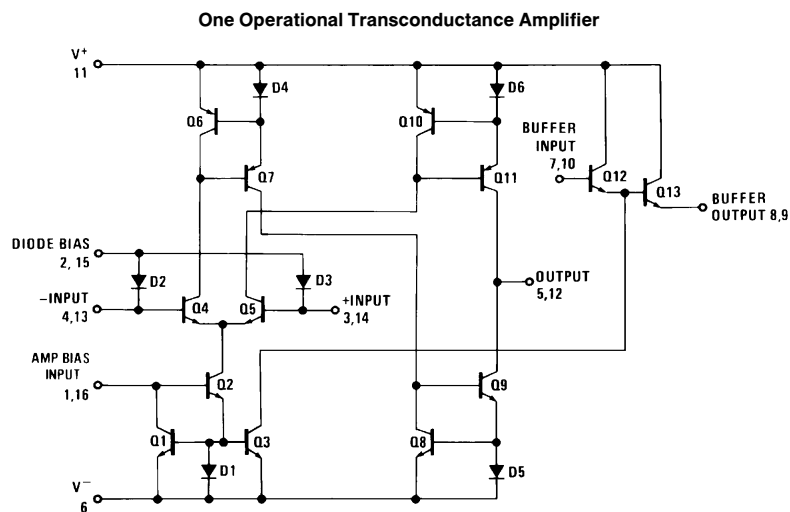 One Operational Transconductance Amplifier
V+
11
D4
D6
Q6
Q10
BUFFER
INPUT
7,10
Q7
Q11
Q12
Q13
BUFFER
OUTPUT 8,9
DIODE BIAS
2, 15
D2
D3
–INPUT
4,13
Q4
Q5
+INPUT
3,14
OUTPUT
5,12
AMP BIAS
INPUT
1,16
Q2
Q9
Q1
Q3
Q8
D1
D5
V–
6